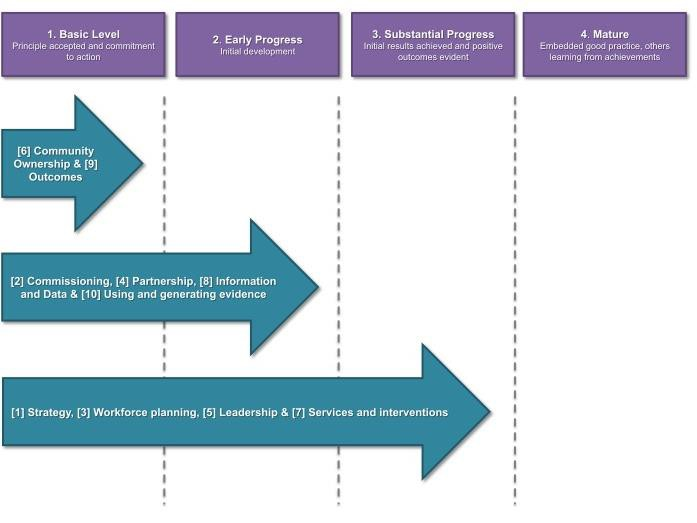 1. Basic Level
Principle accepted and commitment
to action
2. Early Progress
Initial development
3. Substantial Progress
Initial results achieved and positive
outcomes evident
4. Mature
Embedded good practice, others
learning from achievements
[6] Community
Ownership & [9]
Outcomes
[2] Commissioning, [4] Partnership, [8] Information
and Data & [10] Using and generating evidence
[1] Strategy, [3] Workforce planning, [5] Leadership & [7] Services and interventions